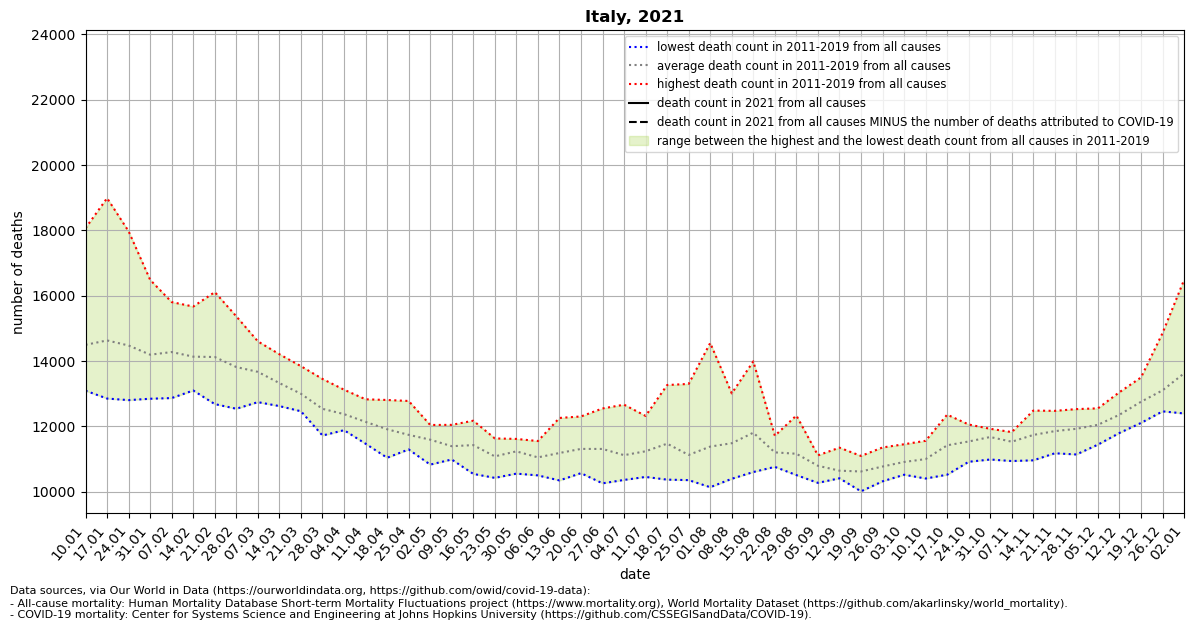 Italy, 2021
24000
22000
20000
18000
16000
14000
12000
10000
number of deaths
lowest death count in 2011-2019 from all causes
average death count in 2011-2019 from all causes
highest death count in 2011-2019 from all causes
death count in 2021 from all causes
death count in 2021 from all causes MINUS the number of deaths attributed to COVID-19
range between the highest and the lowest death count from all causes in 2011-2019
10.01 17.01 24.01 31.01 07.02 14.02 21.02 28.02 07.03 14.03 21.03 28.03 04.04 11.04 18.04 25.04 02.05 09.05 16.05 23.05 30.05 06.06 13.06 20.06 27.06 04.07 11.07 18.07 25.07 01.08 08.08 15.08 22.08 29.08 05.09 12.09 19.09 26.09 03.10 10.10 17.10 24.10 31.10 07.11 14.11 21.11 28.11 05.12 12.12 19.12 26.12 02.01
date
Data sources, via Our World in Data (https://ourworldindata.org, https://github.com/owid/covid-19-data):
- All-cause mortality: Human Mortality Database Short-term Mortality Fluctuations project (https://www.mortality.org), World Mortality Dataset (https://github.com/akarlinsky/world_mortality).
- COVID-19 mortality: Center for Systems Science and Engineering at Johns Hopkins University (https://github.com/CSSEGISandData/COVID-19).